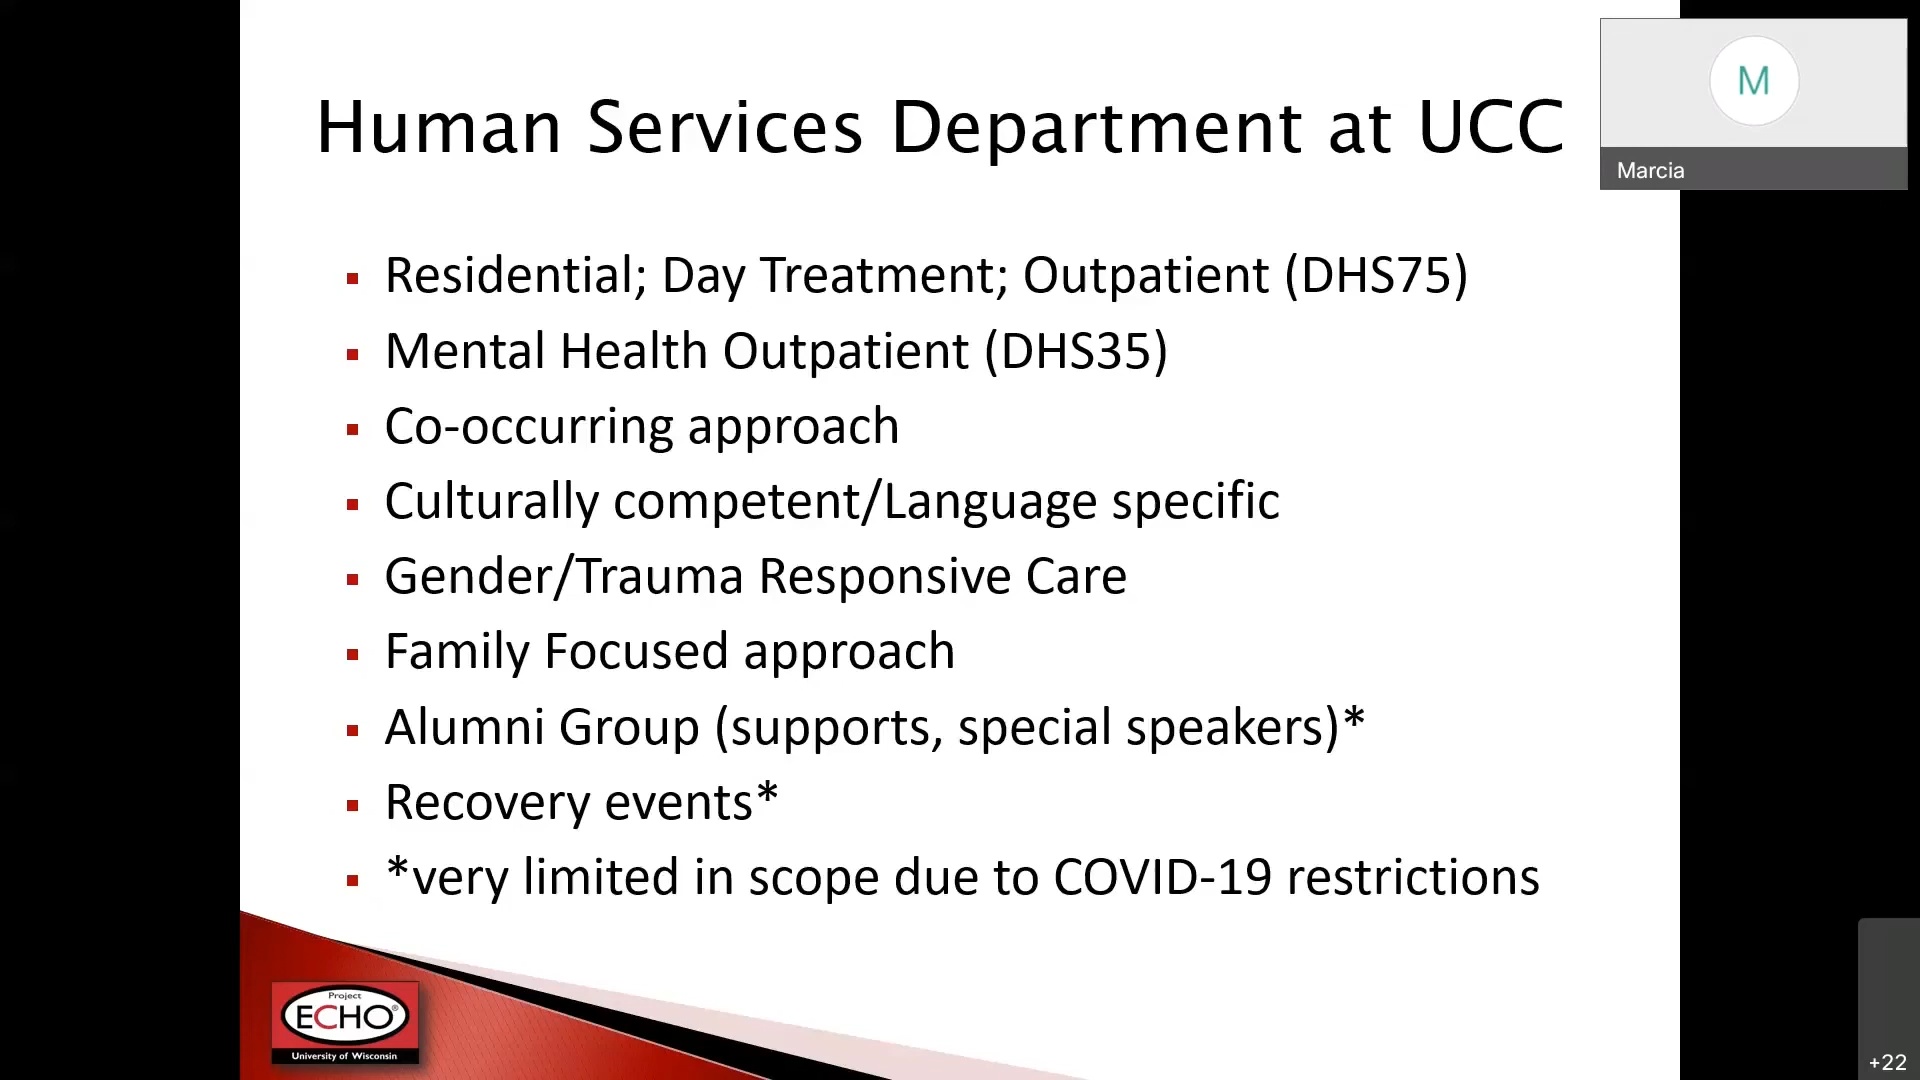 Human Services Department at UCC
M
Marcia
▪ Residential; Day Treatment; Outpatient (DHS75)
▪ Mental Health Outpatient (DHS35)
▪ Co-occurring approach
▪ Culturally competent/Language specific
▪ Gender/Trauma Responsive Care
▪ Family Focused approach
▪ Alumni Group (supports, special speakers)*
▪ Recovery events*
▪ *very limited in scope due to COVID-19 restrictions
Project
ECHO®
University of Wisconsin
+22